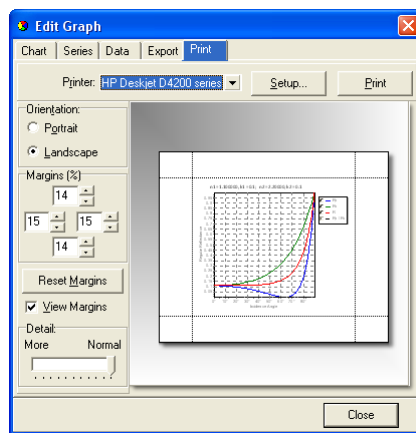 Edit Graph
Chart Series Data Export Print
Printer: HP Deskjet D4200 series Setup... Print
Orientation:
Portrait
Landscape
Margins (%)
14
15 15
14
Reset Margins
View Margins
Detail:
More Normal
Close